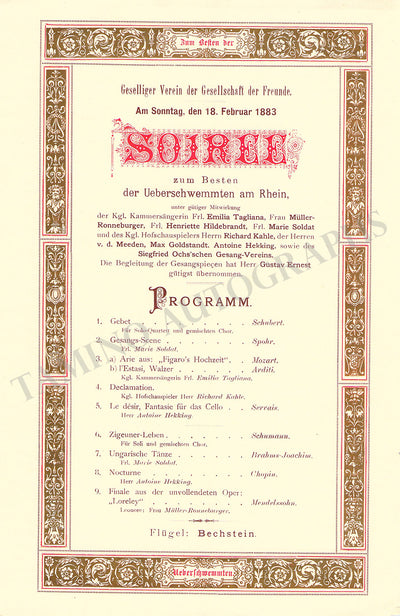 Zum Besten der
Geselliger Verein der Gesellschaft der Freunde.
Am Sonntag, den 18. Februar 1883
SOIREE
zum Besten
der Ueberschwemmten am Rhein,
unter gütiger Mitwirkung
der Kgl. Kammersängerin Frl. Emilia Tagliana, Frau Müller-
Ronneburger, Frl. Henriette Hildebrandt, Frl. Marie Soldat
und des Kgl. Hofschauspielers Herrn Richard Kahle, der Herren
v. d. Meeden, Max Goldstandt, Antoine Hekking, sowie des
Siegfried Ochs'schen Gesang-Vereins.
Die Begleitung der Gesangspieçen hat Herr Gustav Ernest
gütigst übernommen.
PROGRAMM.
1. Gebet . . . . . . . . . . Schubert.
Für Solo-Quartett und gemischten Chor.
2. Gesangs-Scene . . . . . . . Spohr.
Frl. Marie Soldat.
3. a) Arie aus: „Figaro's Hochzeit" . . . Mozart.
b) l'Estasi, Walzer . . . . . . Arditi.
Kgl. Kammersängerin Frl. Emilie Tagliana.
4. Declamation.
Kgl. Hofschauspieler Herr Richard Kahle.
5. Le désir, Fantasie für das Cello . . . Servais.
Herr Antoine Hekking.
6. Zigeuner-Leben . . . . . . . Schumann.
Für Soli und gemischten Chor.
7. Ungarische Tänze . . . . . . Brahms-Joachim.
Frl. Marie Soldat.
8. Nocturne . . . . . . . . Chopin.
Herr Antoine Hekking.
9. Finale aus der unvollendeten Oper:
„Loreley" . . . . . . . . Mendelssohn.
Leonore: Frau Müller-Ronneburger.
Flügel: Bechstein.
Ueberschwemmten.
TAMINO AUTOGRAPHS